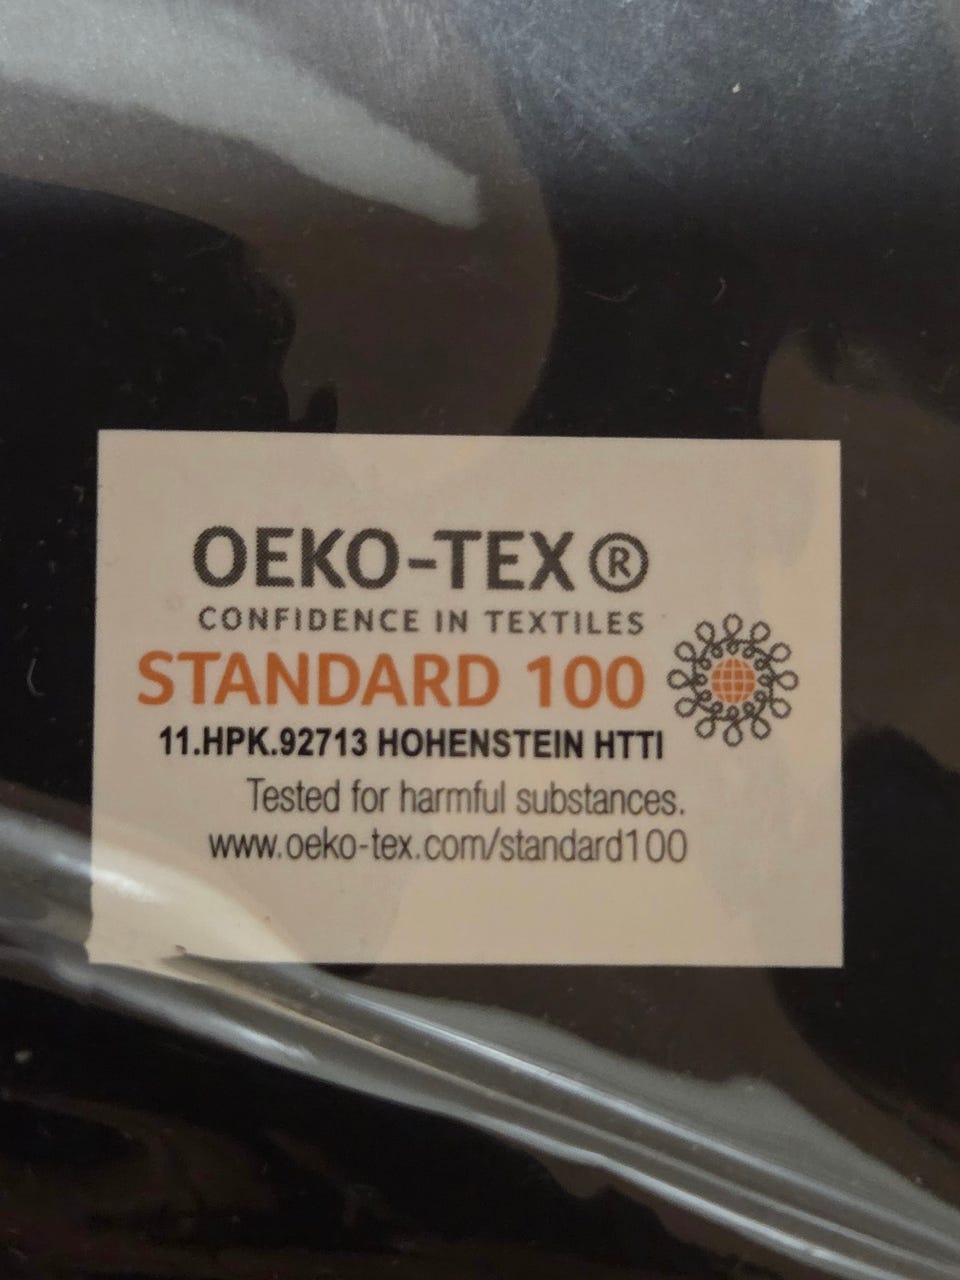 OEKO-TEX®
CONFIDENCE IN TEXTILES
STANDARD 100
11.HPK.92713 HOHENSTEIN HTTI
Tested for harmful substances.
www.oeko-tex.com/standard100